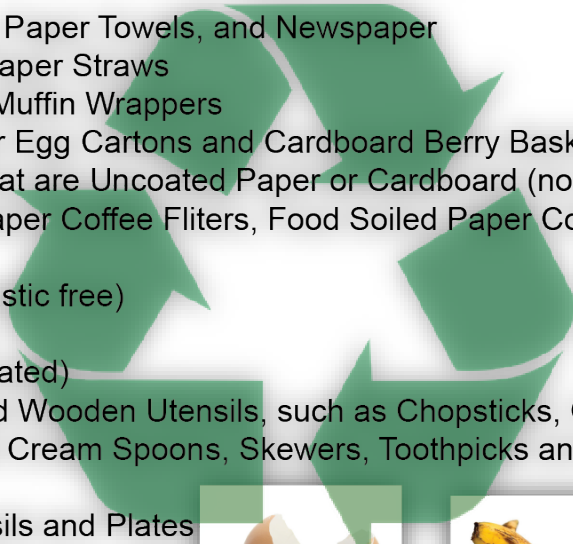 Paper Towels, and Newspaper
aper Straws
Muffin Wrappers
r Egg Cartons and Cardboard Berry Bask
at are Uncoated Paper or Cardboard (no
aper Coffee Fliters, Food Soiled Paper Co
stic free)
ated)
d Wooden Utensils, such as Chopsticks,
Cream Spoons, Skewers, Toothpicks an
sils and Plates